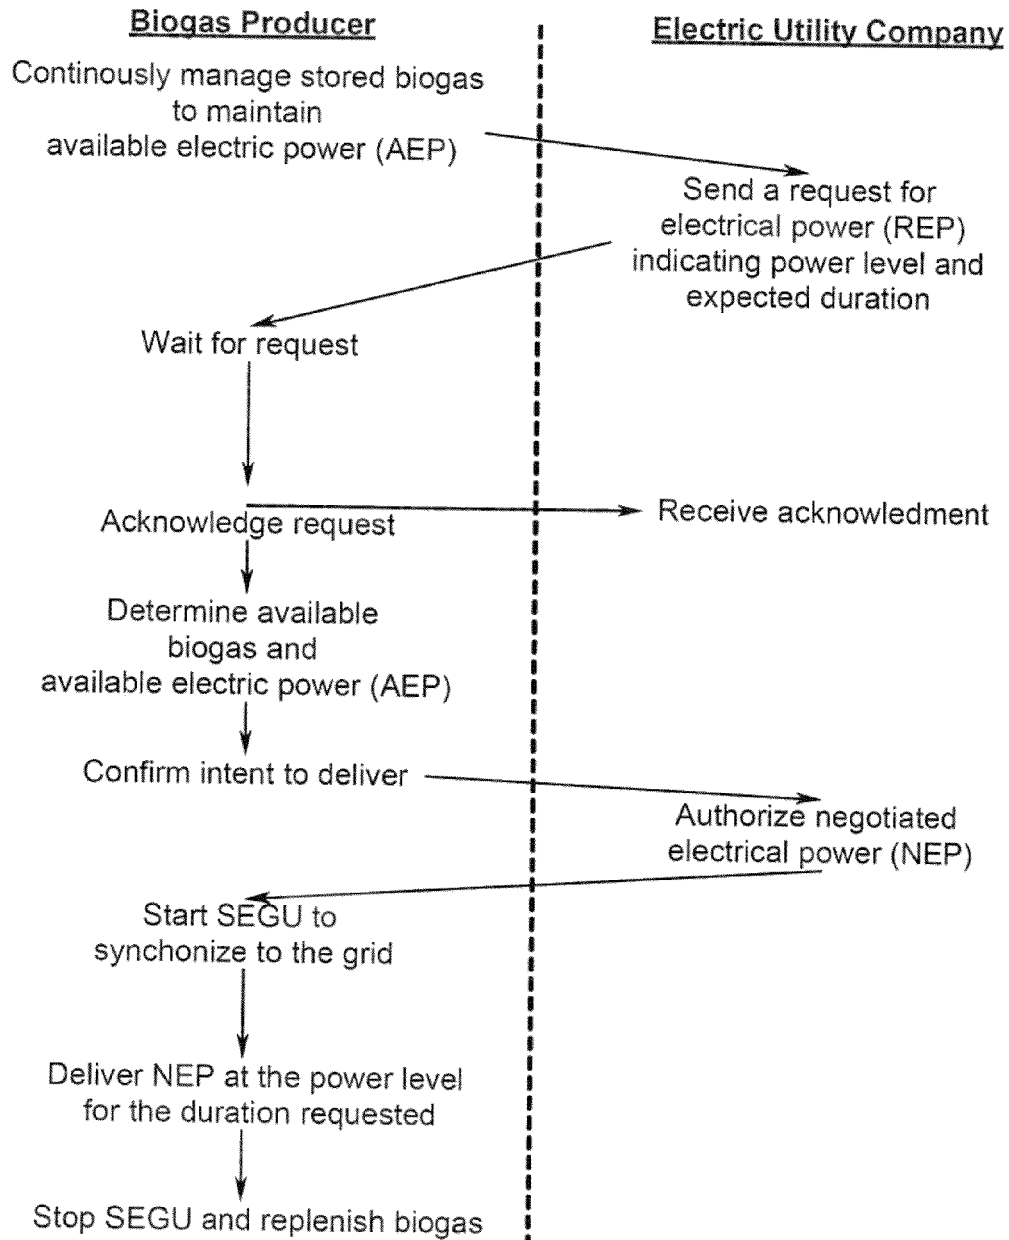 Biogas Producer
Electric Utility Company
Continously manage stored biogas
to maintain
available electric power (AEP)
Send a request for
electrical power (REP)
indicating power level and
expected duration
Wait for request
Acknowledge request
Receive acknowledment
Determine available
biogas and
available electric power (AEP)
Confirm intent to deliver
Authorize negotiated
electrical power (NEP)
Start SEGU to
synchonize to the grid
Deliver NEP at the power level
for the duration requested
Stop SEGU and replenish biogas